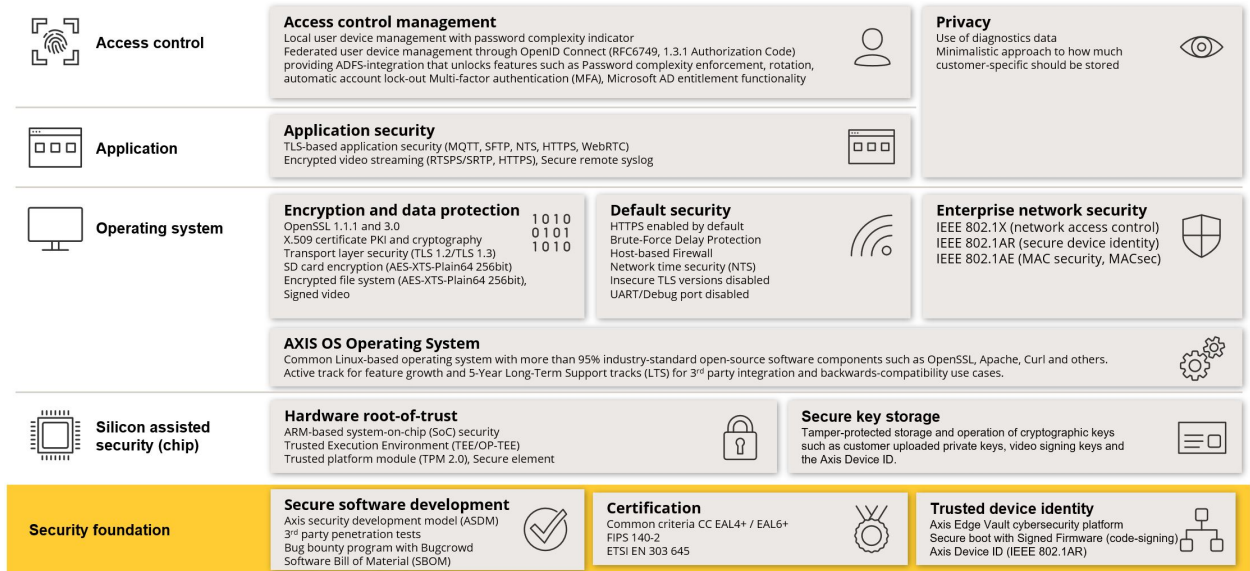 Access control
Access control management
Local user device management with password complexity indicator
Federated user device management through OpenID Connect (RFC6749, 1.3.1 Authorization Code)
providing ADFS-integration that unlocks features such as Password complexity enforcement, rotation,
automatic account lock-out Multi-factor authentication (MFA), Microsoft AD entitlement functionality
Privacy
Use of diagnostics data
Minimalistic approach to how much
customer-specific should be stored
Application
Application security
TLS-based application security (MQTT, SFTP, NTS, HTTPS, WebRTC)
Encrypted video streaming (RTSPS/SRTP, HTTPS), Secure remote syslog
Operating system
Encryption and data protection
OpenSSL 1.1.1 and 3.0
X.509 certificate PKI and cryptography
Transport layer security (TLS 1.2/TLS 1.3)
SD card encryption (AES-XTS-Plain64 256bit)
Encrypted file system (AES-XTS-Plain64 256bit),
Signed video
1010
0101
1010
Default security
HTTPS enabled by default
Brute-Force Delay Protection
Host-based Firewall
Network time security (NTS)
Insecure TLS versions disabled
UART/Debug port disabled
Enterprise network security
IEEE 802.1X (network access control)
IEEE 802.1AR (secure device identity)
IEEE 802.1AE (MAC security, MACsec)
AXIS OS Operating System
Common Linux-based operating system with more than 95% industry-standard open-source software components such as OpenSSL, Apache, Curl and others.
Active track for feature growth and 5-Year Long-Term Support tracks (LTS) for 3rd party integration and backwards-compatibility use cases.
Silicon assisted
security (chip)
Hardware root-of-trust
ARM-based system-on-chip (SoC) security
Trusted Execution Environment (TEE/OP-TEE)
Trusted platform module (TPM 2.0), Secure element
Secure key storage
Tamper-protected storage and operation of cryptographic keys
such as customer uploaded private keys, video signing keys and
the Axis Device ID.
Security foundation
Secure software development
Axis security development model (ASDM)
3rd party penetration tests
Bug bounty program with Bugcrowd
Software Bill of Material (SBOM)
Certification
Common criteria CC EAL4+ / EAL6+
FIPS 140-2
ETSI EN 303 645
Trusted device identity
Axis Edge Vault cybersecurity platform
Secure boot with Signed Firmware (code-signing)
Axis Device ID (IEEE 802.1AR)